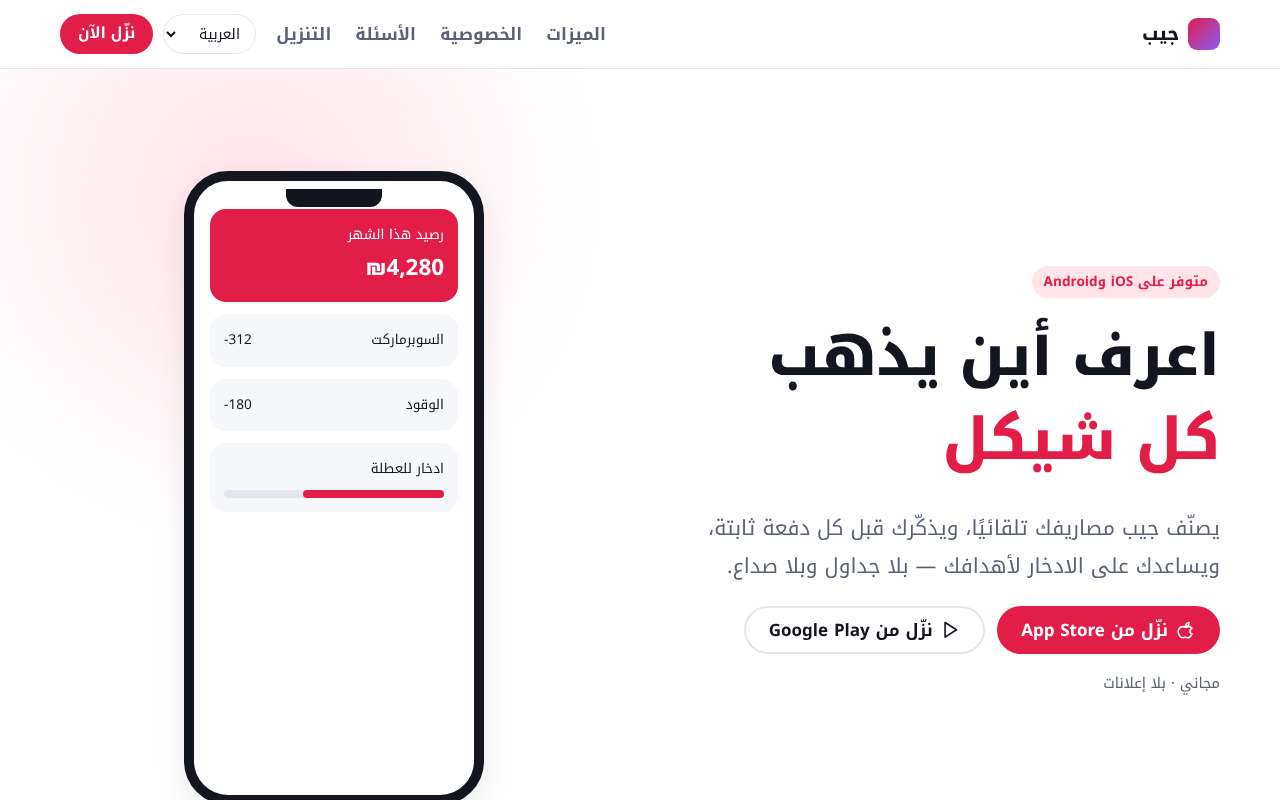 جيب
الميزات
الخصوصية
الأسئلة
التنزيل
العربية
نزّل الآن
متوفر على iOS وAndroid
اعرف أين يذهب
كل شيكل
يصنّف جيب مصاريفك تلقائيًا، ويذكّرك قبل كل دفعة ثابتة،
ويساعدك على الادخار لأهدافك — بلا جداول وبلا صداع.
نزّل من App Store
نزّل من Google Play
مجاني · بلا إعلانات
رصيد هذا الشهر
₪4,280
السوبرماركت
-312
الوقود
-180
ادخار للعطلة